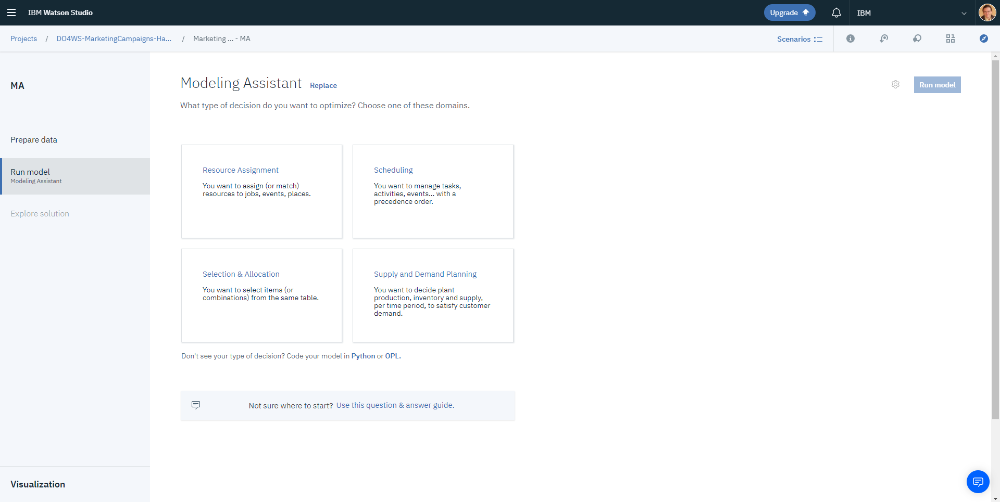 IBM Watson Studio
Upgrade
IBM
Projects / DO4WS-MarketingCampaigns-Ha... / Marketing ... - MA
Scenarios
MA
Prepare data
Run model
Modeling Assistant
Explore solution
Visualization
Modeling Assistant Replace
Run model
What type of decision do you want to optimize? Choose one of these domains.
Resource Assignment
You want to assign (or match)
resources to jobs, events, places.
Scheduling
You want to manage tasks,
activities, events... with a
precedence order.
Selection & Allocation
You want to select items (or
combinations) from the same table.
Supply and Demand Planning
You want to decide plant
production, inventory and supply,
per time period, to satisfy customer
demand.
Don't see your type of decision? Code your model in Python or OPL.
Not sure where to start? Use this question & answer guide.